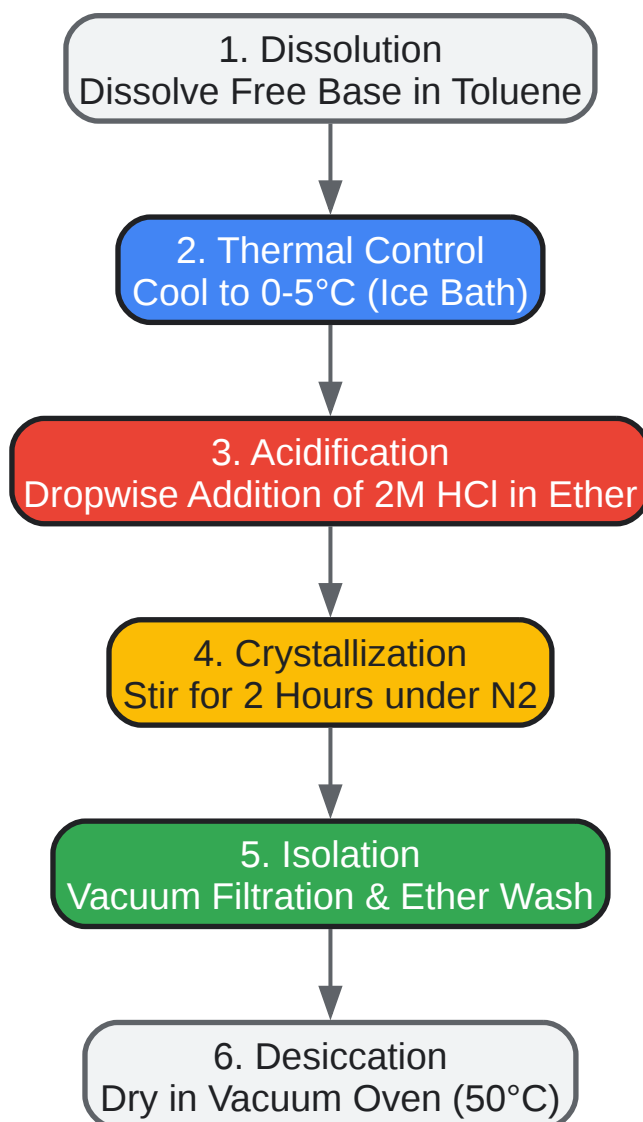 1. Dissolution
Dissolve Free Base in Toluene
2. Thermal Control
Cool to 0-5°C (Ice Bath)
3. Acidification
Dropwise Addition of 2M HCl in Ether
4. Crystallization
Stir for 2 Hours under N2
5. Isolation
Vacuum Filtration & Ether Wash
6. Desiccation
Dry in Vacuum Oven (50°C)